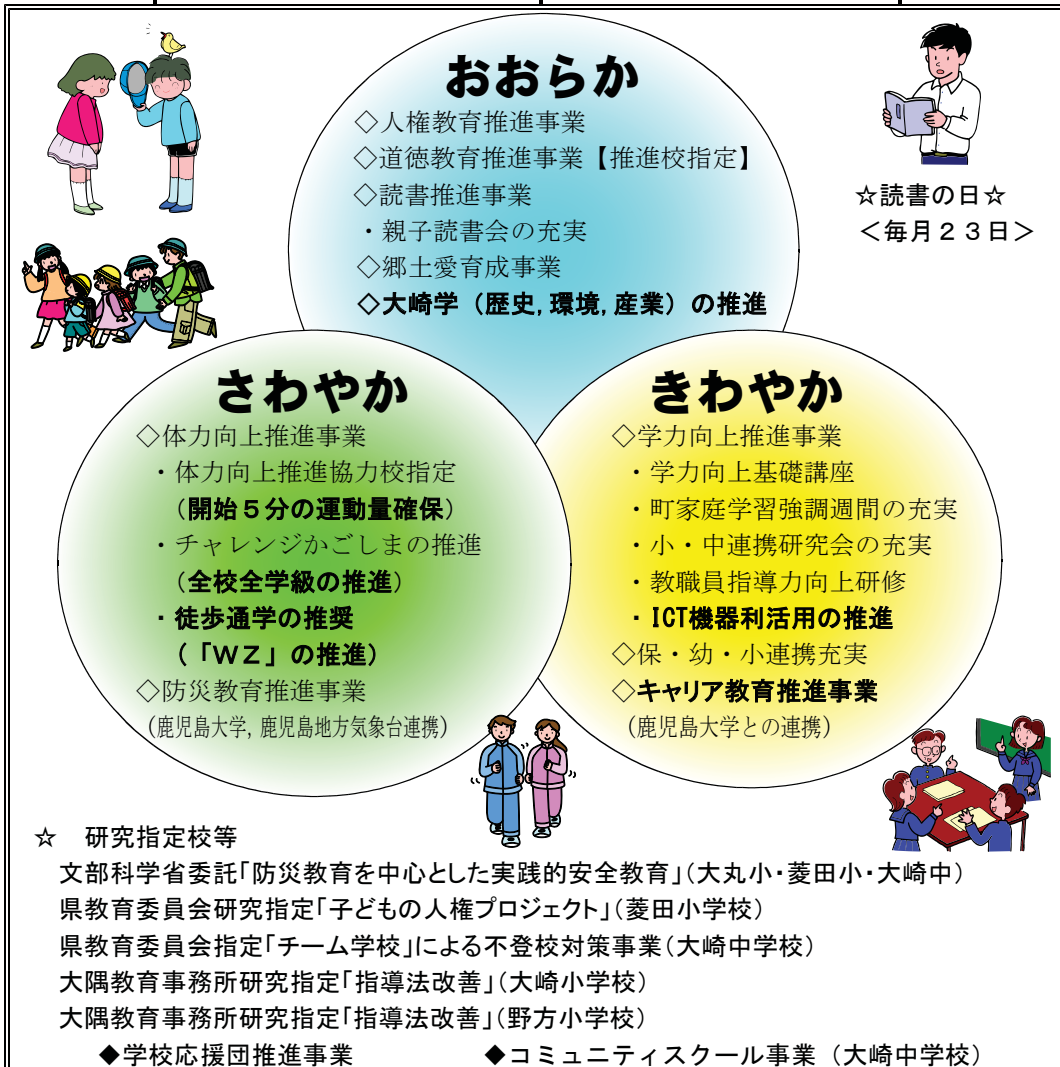 おおらか
◇人権教育推進事業
◇道徳教育推進事業【推進校指定】
◇読書推進事業
・親子読書会の充実
◇郷土愛育成事業
◇大崎学（歴史,環境,産業）の推進
☆読書の日☆
＜毎月２３日＞
さわやか
◇体力向上推進事業
・体力向上推進協力校指定
（開始５分の運動量確保）
・チャレンジかごしまの推進
（全校全学級の推進）
・徒歩通学の推奨
（「ＷＺ」の推進）
◇防災教育推進事業
（鹿児島大学,鹿児島地方気象台連携）
きわやか
◇学力向上推進事業
・学力向上基礎講座
・町家庭学習強調週間の充実
・小・中連携研究会の充実
・教職員指導力向上研修
・ICT機器利活用の推進
◇保・幼・小連携充実
◇キャリア教育推進事業
（鹿児島大学との連携）
☆　研究指定校等
文部科学省委託「防災教育を中心とした実践的安全教育」（大丸小・菱田小・大崎中）
県教育委員会研究指定「子どもの人権プロジェクト」（菱田小学校）
県教育委員会指定「チーム学校」による不登校対策事業（大崎中学校）
大隅教育事務所研究指定「指導法改善」（大崎小学校）
大隅教育事務所研究指定「指導法改善」（野方小学校）
◆学校応援団推進事業　　　　◆コミュニティスクール事業（大崎中学校）